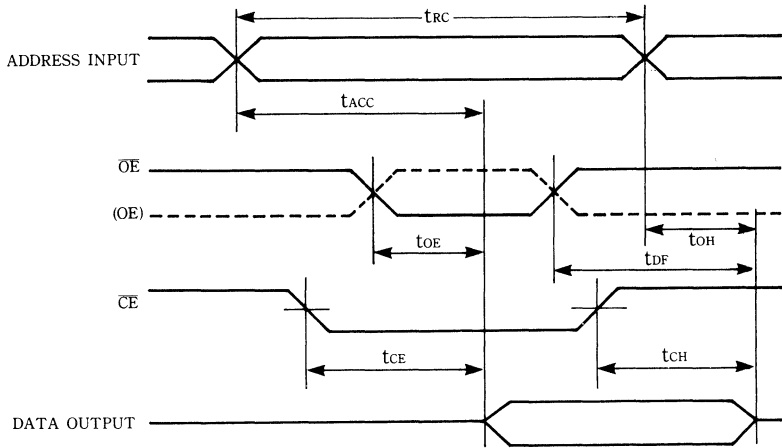 tRC
ADDRESS INPUT
tACC
OE
(OE)
tOE
tOH
tDF
CE
tCE
tCH
DATA OUTPUT